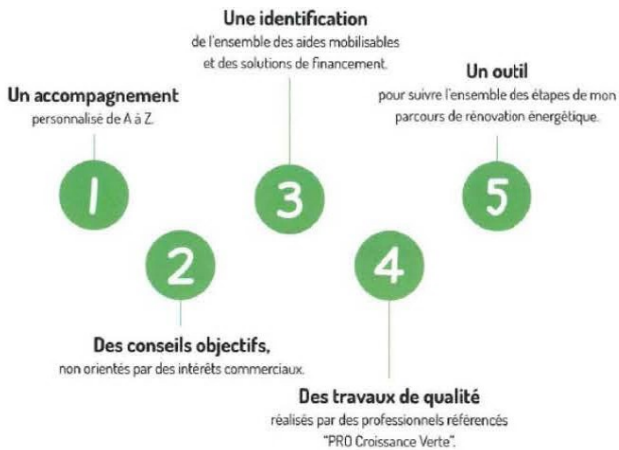 Un accompagnement
personnalisé de A à Z.
1
2
Des conseils objectifs,
non orientés par des intérêts commerciaux.
Une identification
de l'ensemble des aides mobilisables
et des solutions de financement.
3
4
Des travaux de qualité
réalisés par des professionnels référencés
"PRO Croissance Verte".
Un outil
pour suivre l'ensemble des étapes de mon
parcours de rénovation énergétique.
5